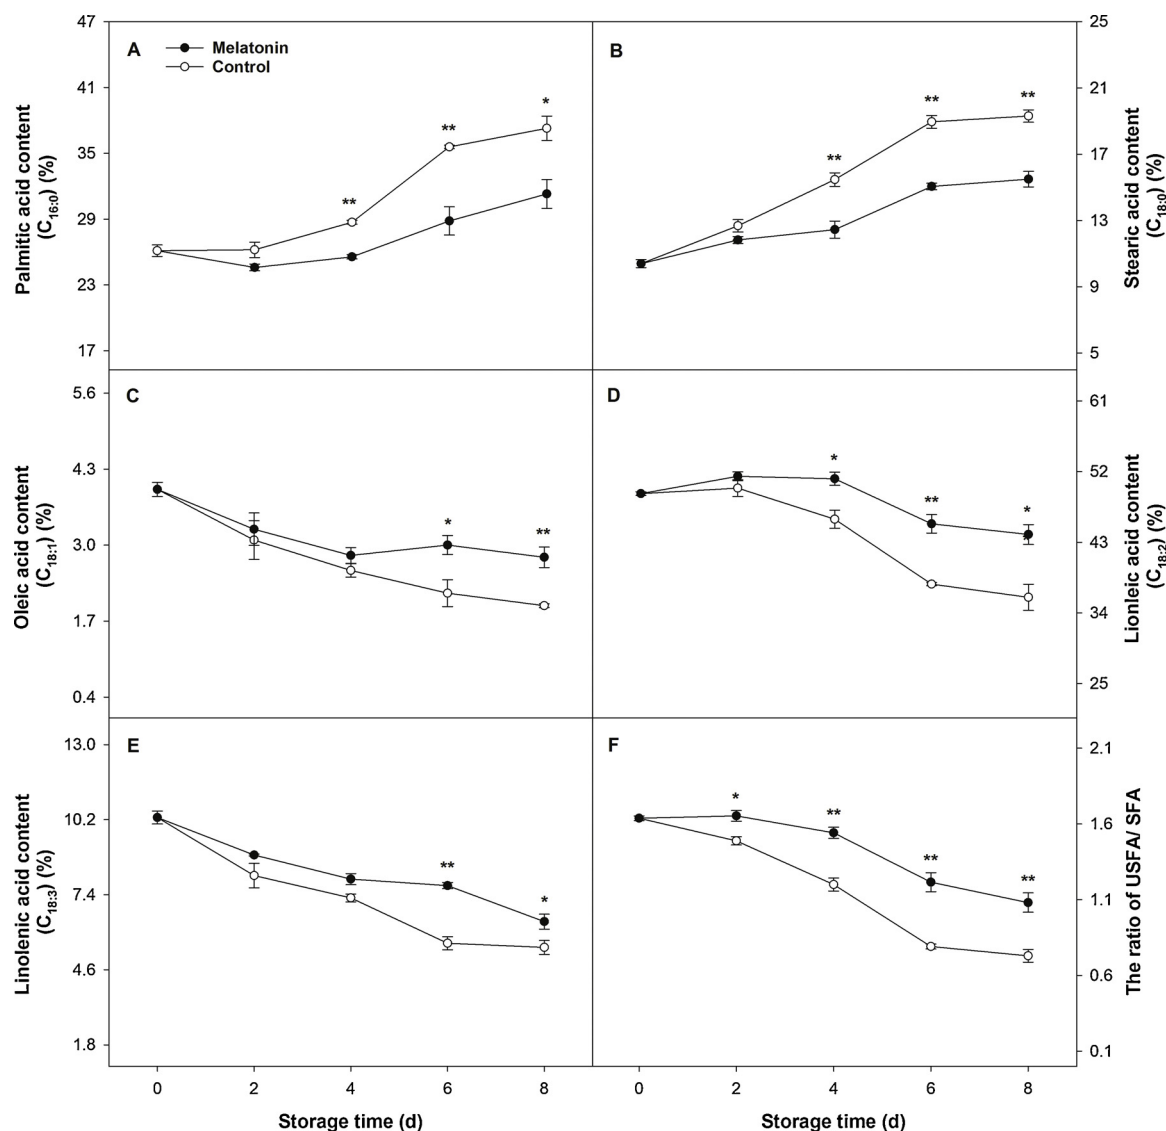 A
Melatonin
Control
47
41
35
29
23
17
Palmitic acid content
(C16:0) (%)
**
**
*
B
25
21
17
13
9
4
Stearic acid content
(C18:0) (%)
**
**
**
C
5.6
4.3
3.0
1.7
0.4
Oleic acid content
(C18:1) (%)
*
**
D
61
52
43
34
25
Lionleic acid content
(C18:2) (%)
*
**
*
E
13.0
10.2
7.4
4.6
1.8
Linolenic acid content
(C18:3) (%)
**
*
0 2 4 6 8
Storage time (d)
F
2.1
1.6
1.1
0.6
0.1
The ratio of USFA/ SFA
*
**
**
**
0 2 4 6 8
Storage time (d)